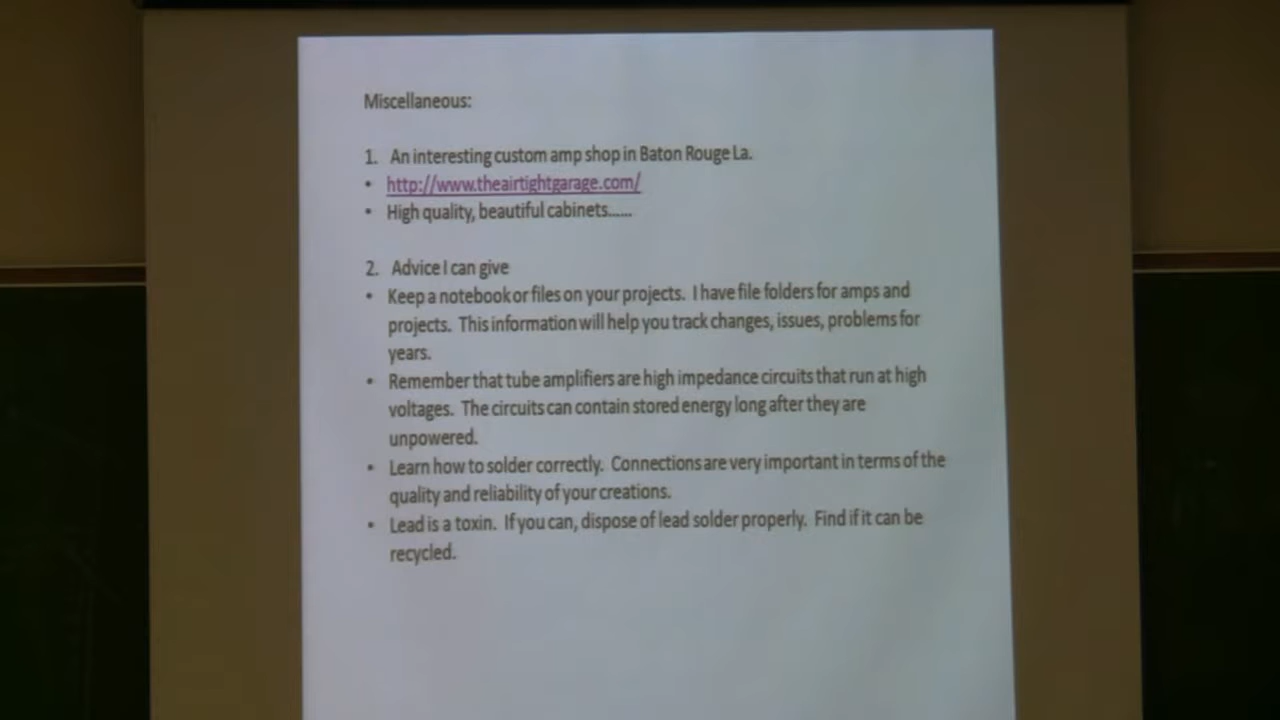 Miscellaneous:
1. An interesting custom amp shop in Baton Rouge La.
• http://www.theairtightgarage.com/
• High quality, beautiful cabinets......
2. Advice I can give
• Keep a notebook or files on your projects. I have file folders for amps and
projects. This information will help you track changes, issues, problems for
years.
• Remember that tube amplifiers are high impedance circuits that run at high
voltages. The circuits can contain stored energy long after they are
unpowered.
• Learn how to solder correctly. Connections are very important in terms of the
quality and reliability of your creations.
• Lead is a toxin. If you can, dispose of lead solder properly. Find if it can be
recycled.